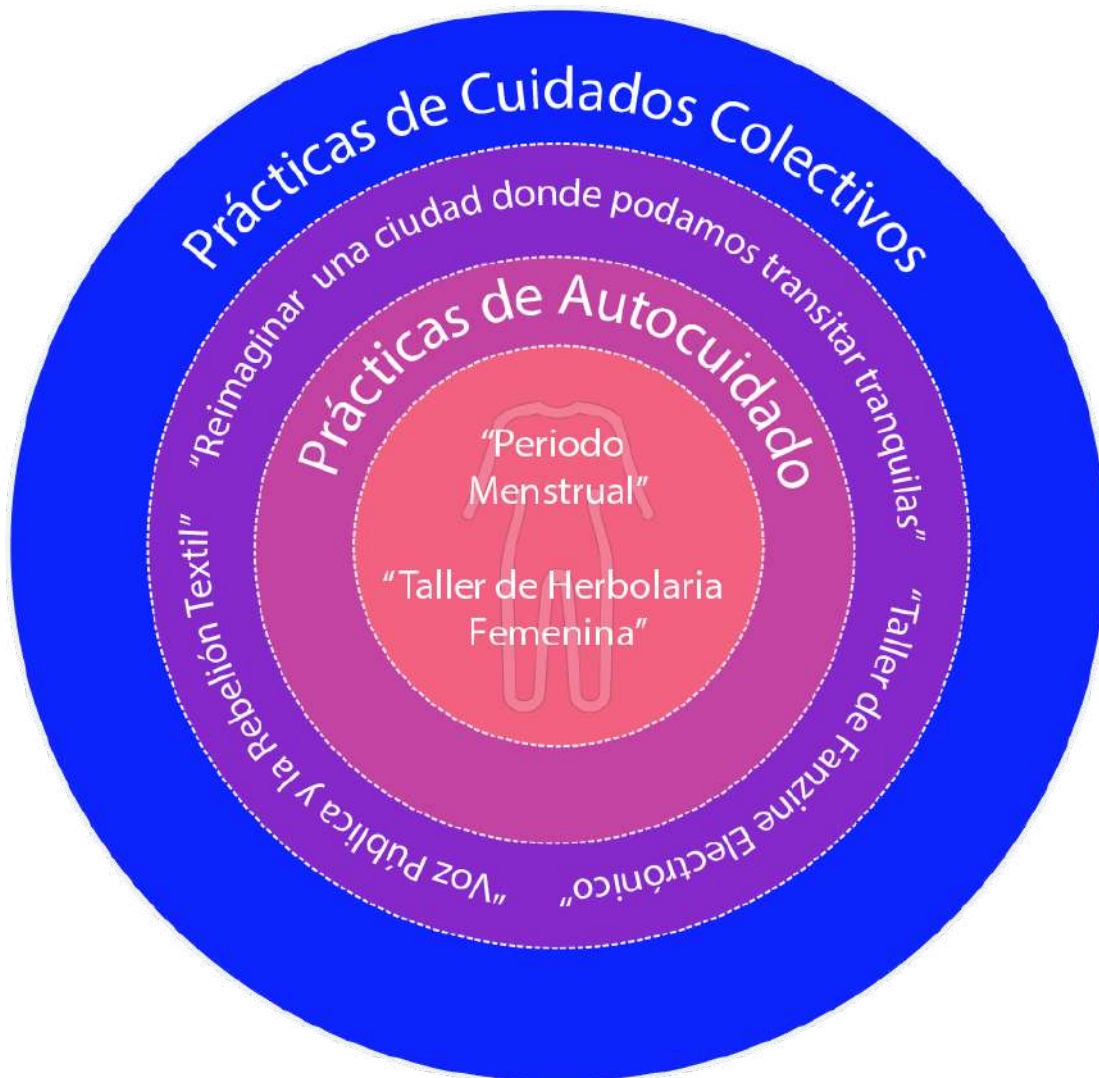 Prácticas de Cuidados Colectivos
“Reimaginar una ciudad donde podamos transitar tranquilas”
“Taller de Fanzine Electrónico”
“Voz Pública y la Rebelión Textil”
Prácticas de Autocuidado
“Periodo
Menstrual”
“Taller de Herbolaria
Femenina”